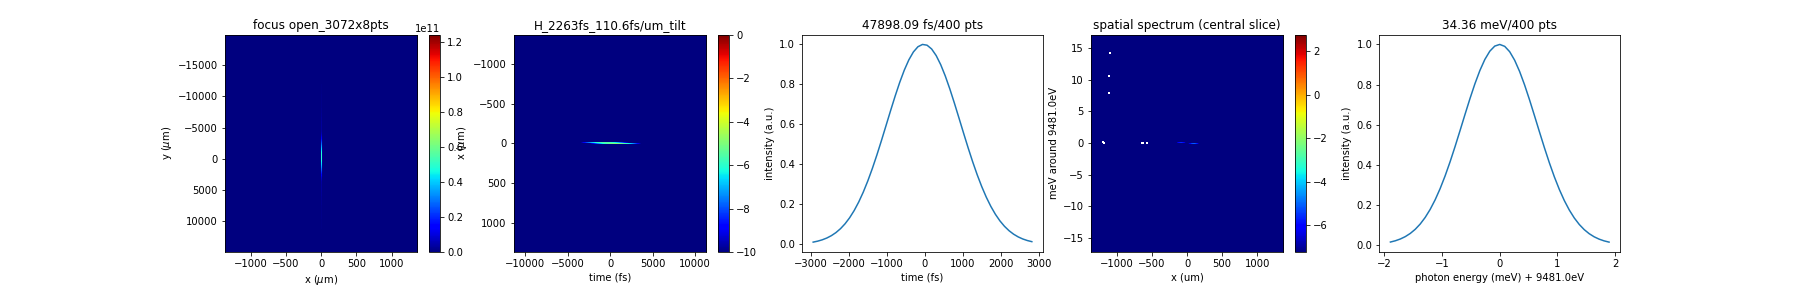 focus open_3072x8pts
1e11
−15000
−10000
−5000
0
5000
10000
y (μm)
−1000 −500 0 500 1000
x (μm)
1.2
1.0
0.8
0.6
0.4
0.2
0.0
H_2263fs_110.6fs/um_tilt
−1000
−500
0
500
1000
x (μm)
−10000 −5000 0 5000 10000
time (fs)
0
−2
−4
−6
−8
−10
47898.09 fs/400 pts
1.0
0.8
0.6
0.4
0.2
0.0
intensity (a.u.)
−3000 −2000 −1000 0 1000 2000 3000
time (fs)
spatial spectrum (central slice)
15
10
5
0
−5
−10
−15
meV around 9481.0eV
−1000 −500 0 500 1000
x (um)
2
0
−2
−4
−6
34.36 meV/400 pts
1.0
0.8
0.6
0.4
0.2
0.0
intensity (a.u.)
−2 −1 0 1 2
photon energy (meV) + 9481.0eV